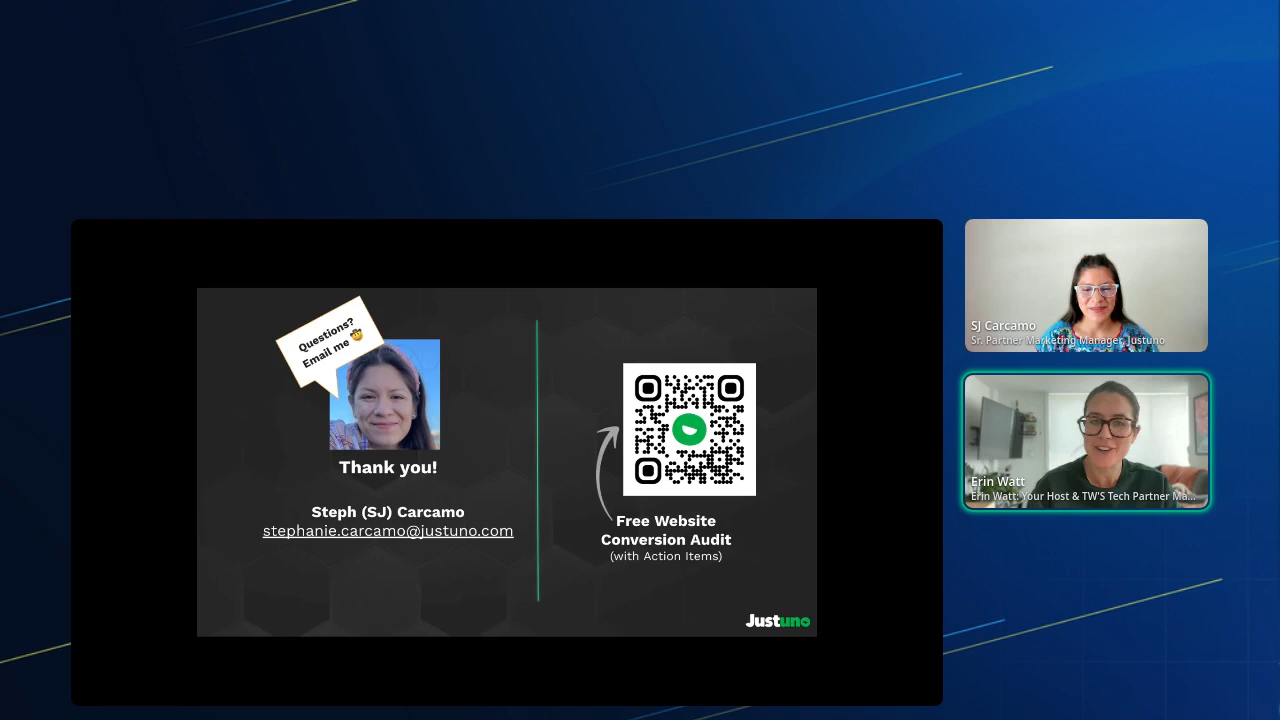 Questions?
Email me 🤠
Thank you!
Steph (SJ) Carcamo
stephanie.carcamo@justuno.com
Free Website
Conversion Audit
(with Action Items)
Justuno
SJ Carcamo
Sr. Partner Marketing Manager, Justuno
Erin Watt
Erin Watt: Your Host & TW'S Tech Partner Ma...